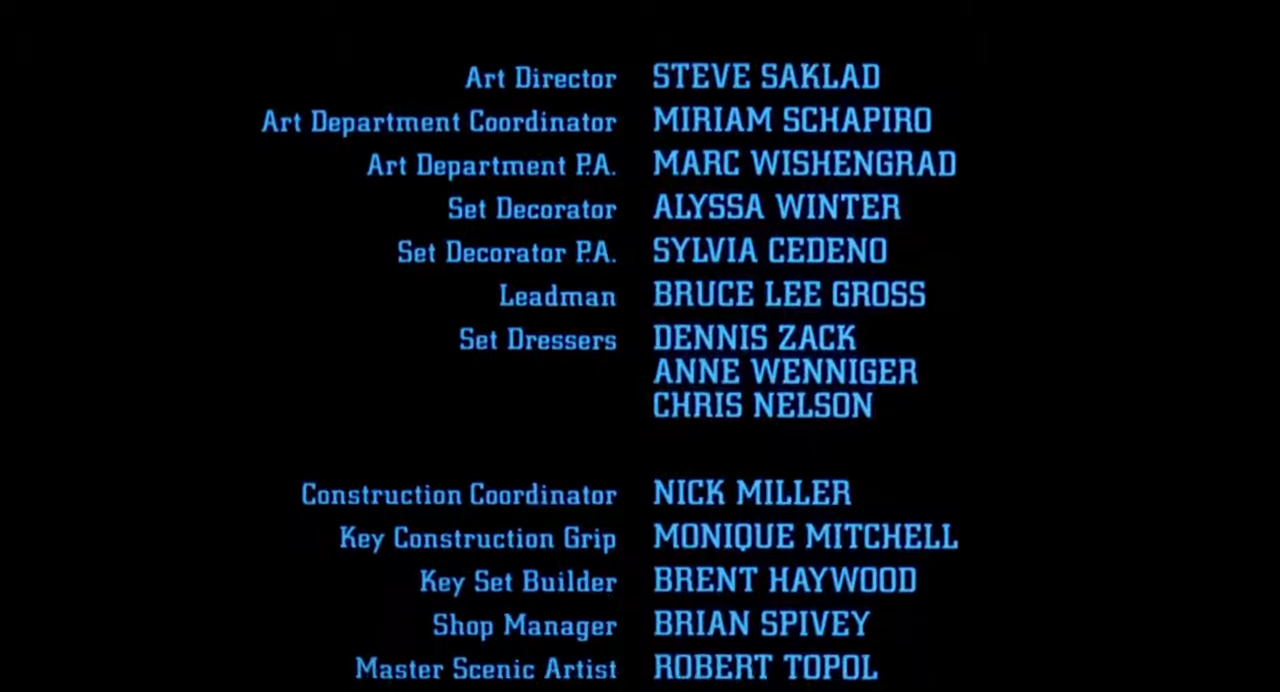 Art Director STEVE SAKLAD
Art Department Coordinator MIRIAM SCHAPIRO
Art Department P.A. MARC WISHENGRAD
Set Decorator ALYSSA WINTER
Set Decorator P.A. SYLVIA CEDENO
Leadman BRUCE LEE GROSS
Set Dressers DENNIS ZACK
ANNE WENNIGER
CHRIS NELSON
Construction Coordinator NICK MILLER
Key Construction Grip MONIQUE MITCHELL
Key Set Builder BRENT HAYWOOD
Shop Manager BRIAN SPIVEY
Master Scenic Artist ROBERT TOPOL